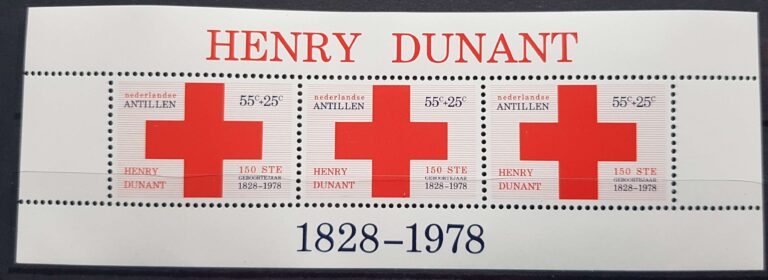 HENRY DUNANT
nederlandse
ANTILLEN
55c+25c
HENRY
DUNANT
150 STE
GEBOORTEJAAR
1828-1978
nederlandse
ANTILLEN
55c+25c
HENRY
DUNANT
150 STE
GEBOORTEJAAR
1828-1978
nederlandse
ANTILLEN
55c+25c
HENRY
DUNANT
150 STE
GEBOORTEJAAR
1828-1978
1828-1978